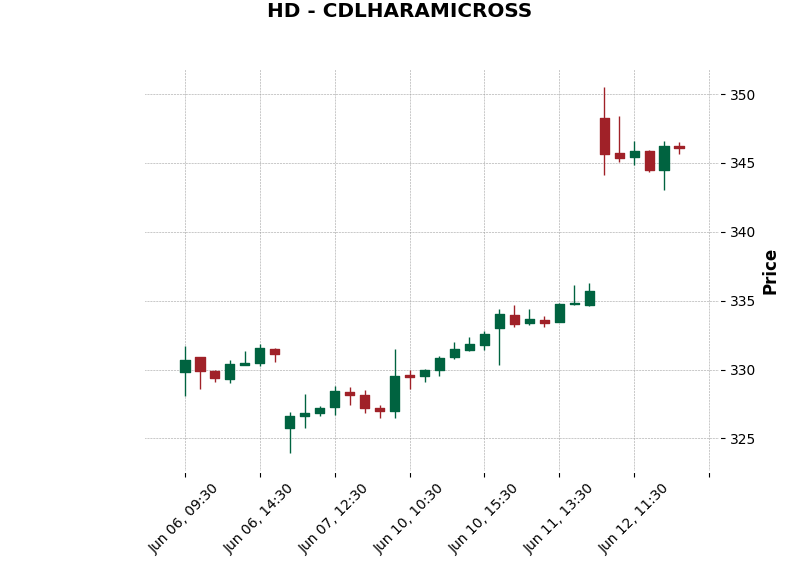 HD - CDLHARAMICROSS
350
345
340
335
330
325
Price
Jun 06, 09:30
Jun 06, 14:30
Jun 07, 12:30
Jun 10, 10:30
Jun 10, 15:30
Jun 11, 13:30
Jun 12, 11:30